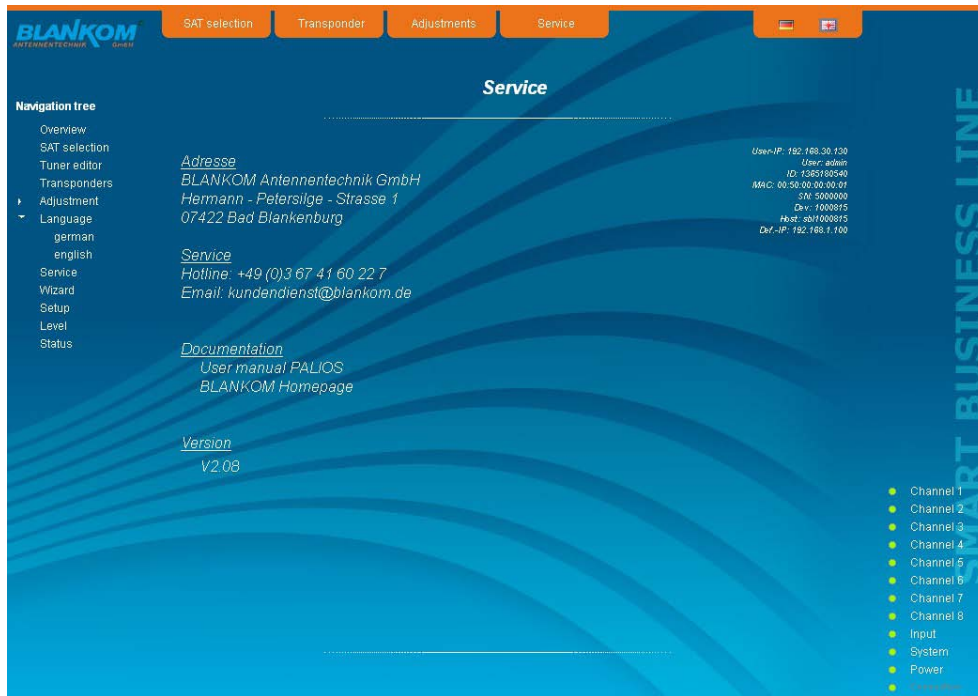 BLANKOM
ANTENNENTECHNIK GmbH
SAT selection
Transponder
Adjustments
Service
Service
Navigation tree
Overview
SAT selection
Tuner editor
Transponders
Adjustment
Language
german
english
Service
Wizard
Setup
Level
Status
Adresse
BLANKOM Antennentechnik GmbH
Hermann - Petersilge - Strasse 1
07422 Bad Blankenburg
Service
Hotline: +49 (0)3 67 41 60 22 7
Email: kundendienst@blankom.de
Documentation
User manual PALIOS
BLANKOM Homepage
Version
V2.08
User-IP: 192.168.30.130
User: admin
ID: 1365180540
MAC: 00:50:00:00:00:01
SN: 5000000
Dev: 1000815
Host: sbl1000815
Def.-IP: 192.168.1.100
SMART BUSINESS LINE
Channel 1
Channel 2
Channel 3
Channel 4
Channel 5
Channel 6
Channel 7
Channel 8
Input
System
Power